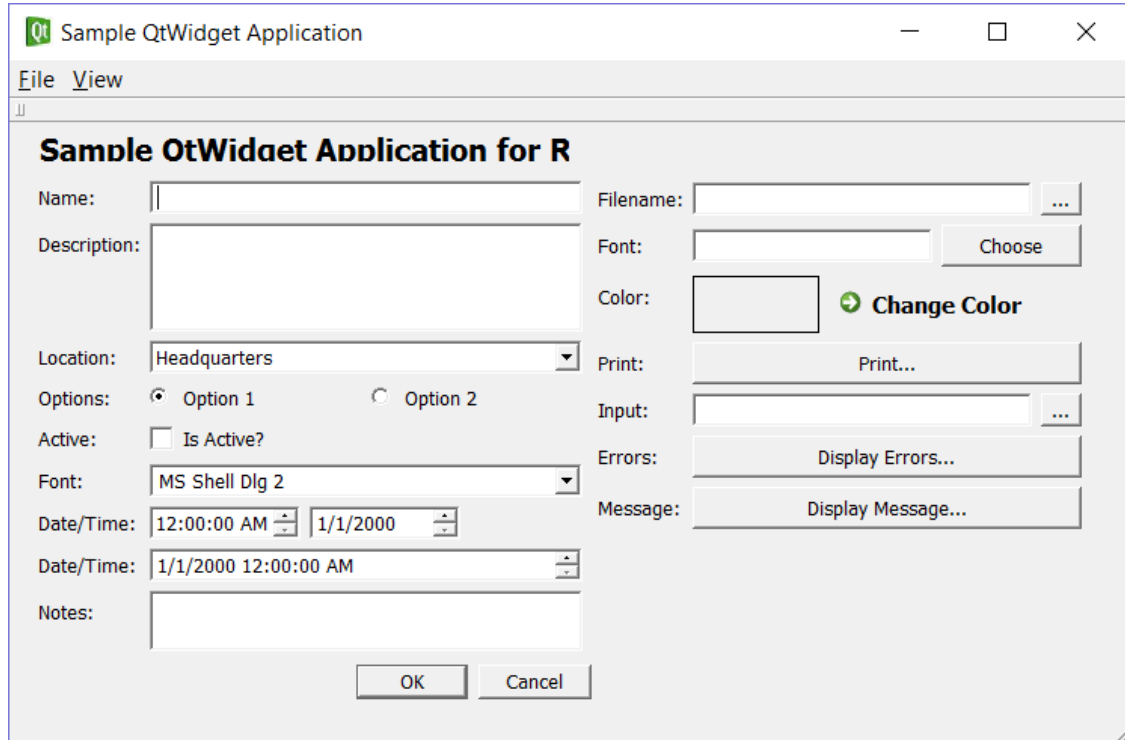 Sample QtWidget Application
File View
Sample QtWidget Application for R
Name:
Description:
Location: Headquarters
Options: Option 1 Option 2
Active: Is Active?
Font: MS Shell Dlg 2
Date/Time: 12:00:00 AM 1/1/2000
Date/Time: 1/1/2000 12:00:00 AM
Notes:
OK Cancel
Filename: ...
Font: Choose
Color: Change Color
Print: Print...
Input: ...
Errors: Display Errors...
Message: Display Message...